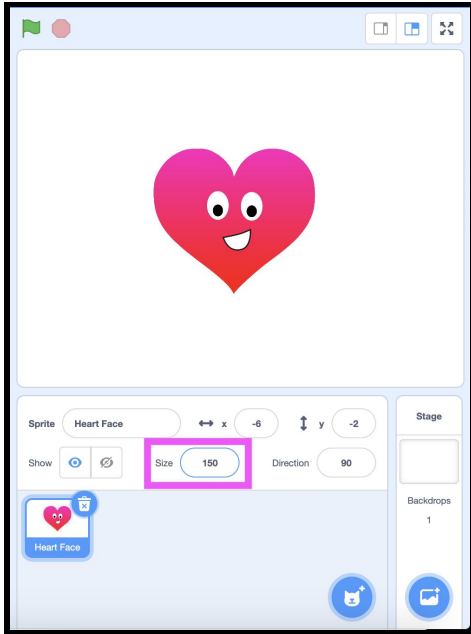 Sprite Heart Face x -6 y -2
Show Size 150 Direction 90
Heart Face
Stage
Backdrops
1